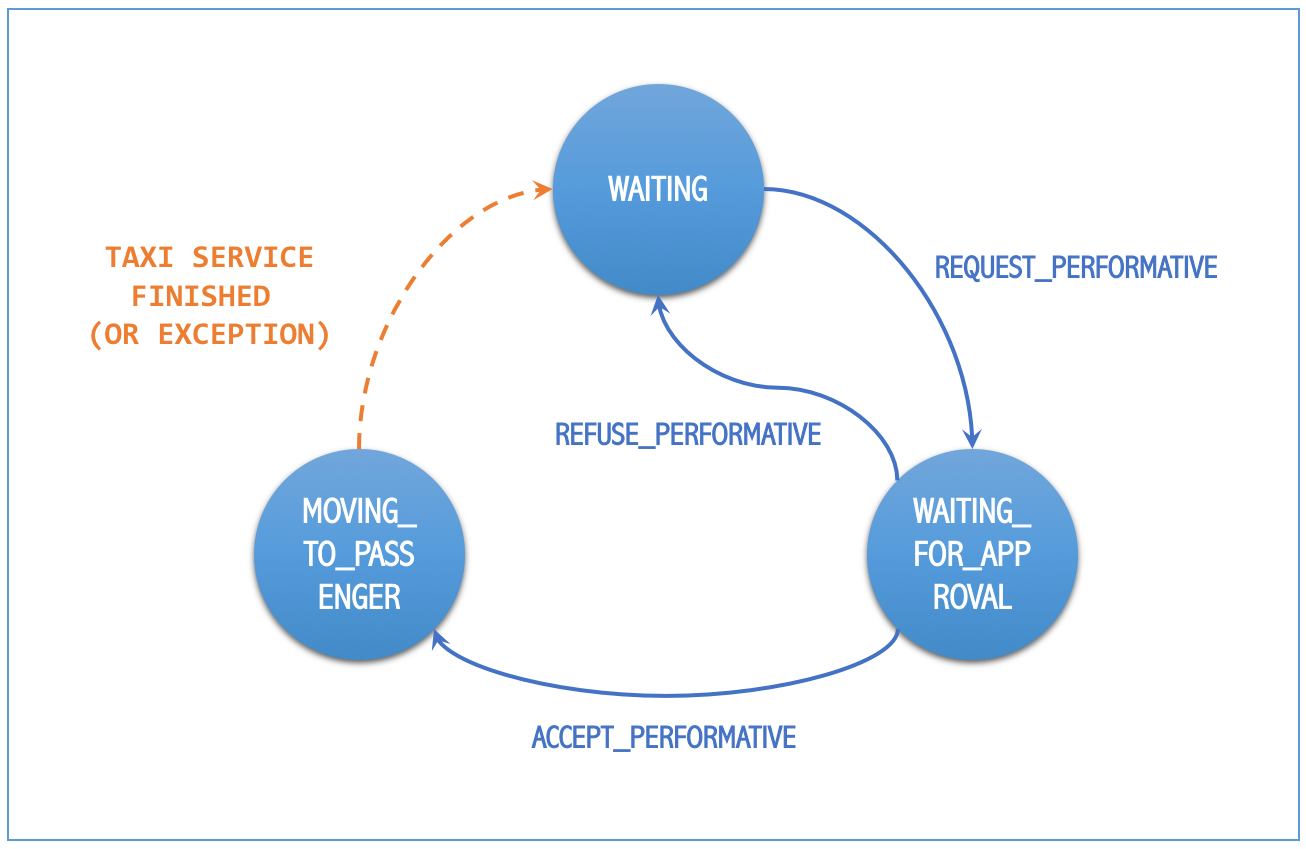 WAITING
TAXI SERVICE
FINISHED
(OR EXCEPTION)
REQUEST_PERFORMATIVE
REFUSE_PERFORMATIVE
MOVING_
TO_PASS
ENGER
WAITING_
FOR_APP
ROVAL
ACCEPT_PERFORMATIVE